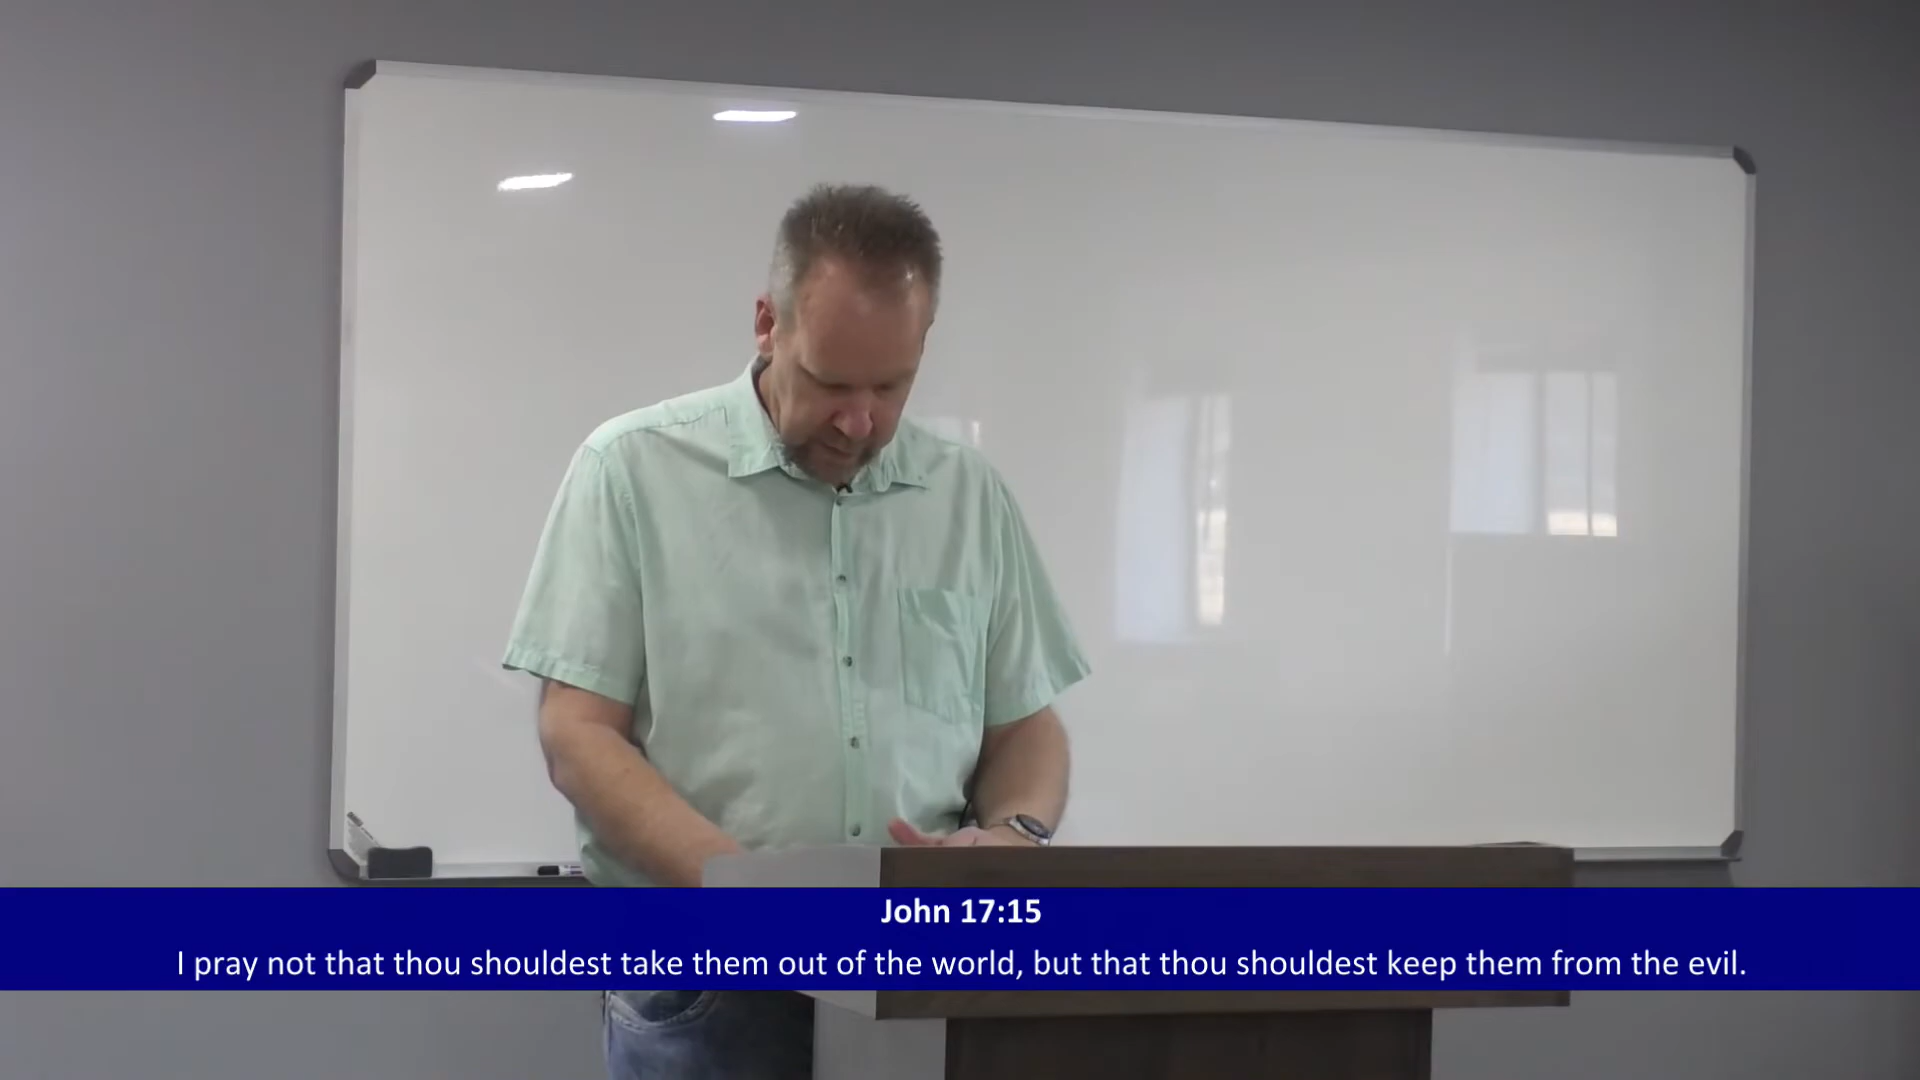 John 17:15
I pray not that thou shouldest take them out of the world, but that thou shouldest keep them from the evil.